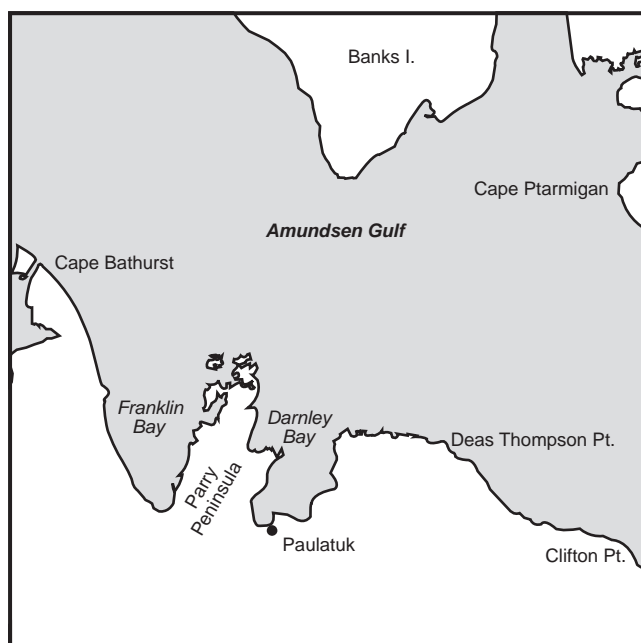 Banks I.
Cape Ptarmigan
Amundsen Gulf
Cape Bathurst
Franklin
Bay
Darnley
Bay
Deas Thompson Pt.
Parry
Peninsula
Paulatuk
Clifton Pt.